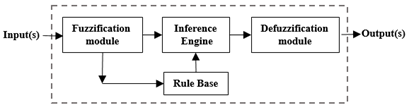 Input(s)
Fuzzification
module
Inference
Engine
Defuzzification
module
Output(s)
Rule Base